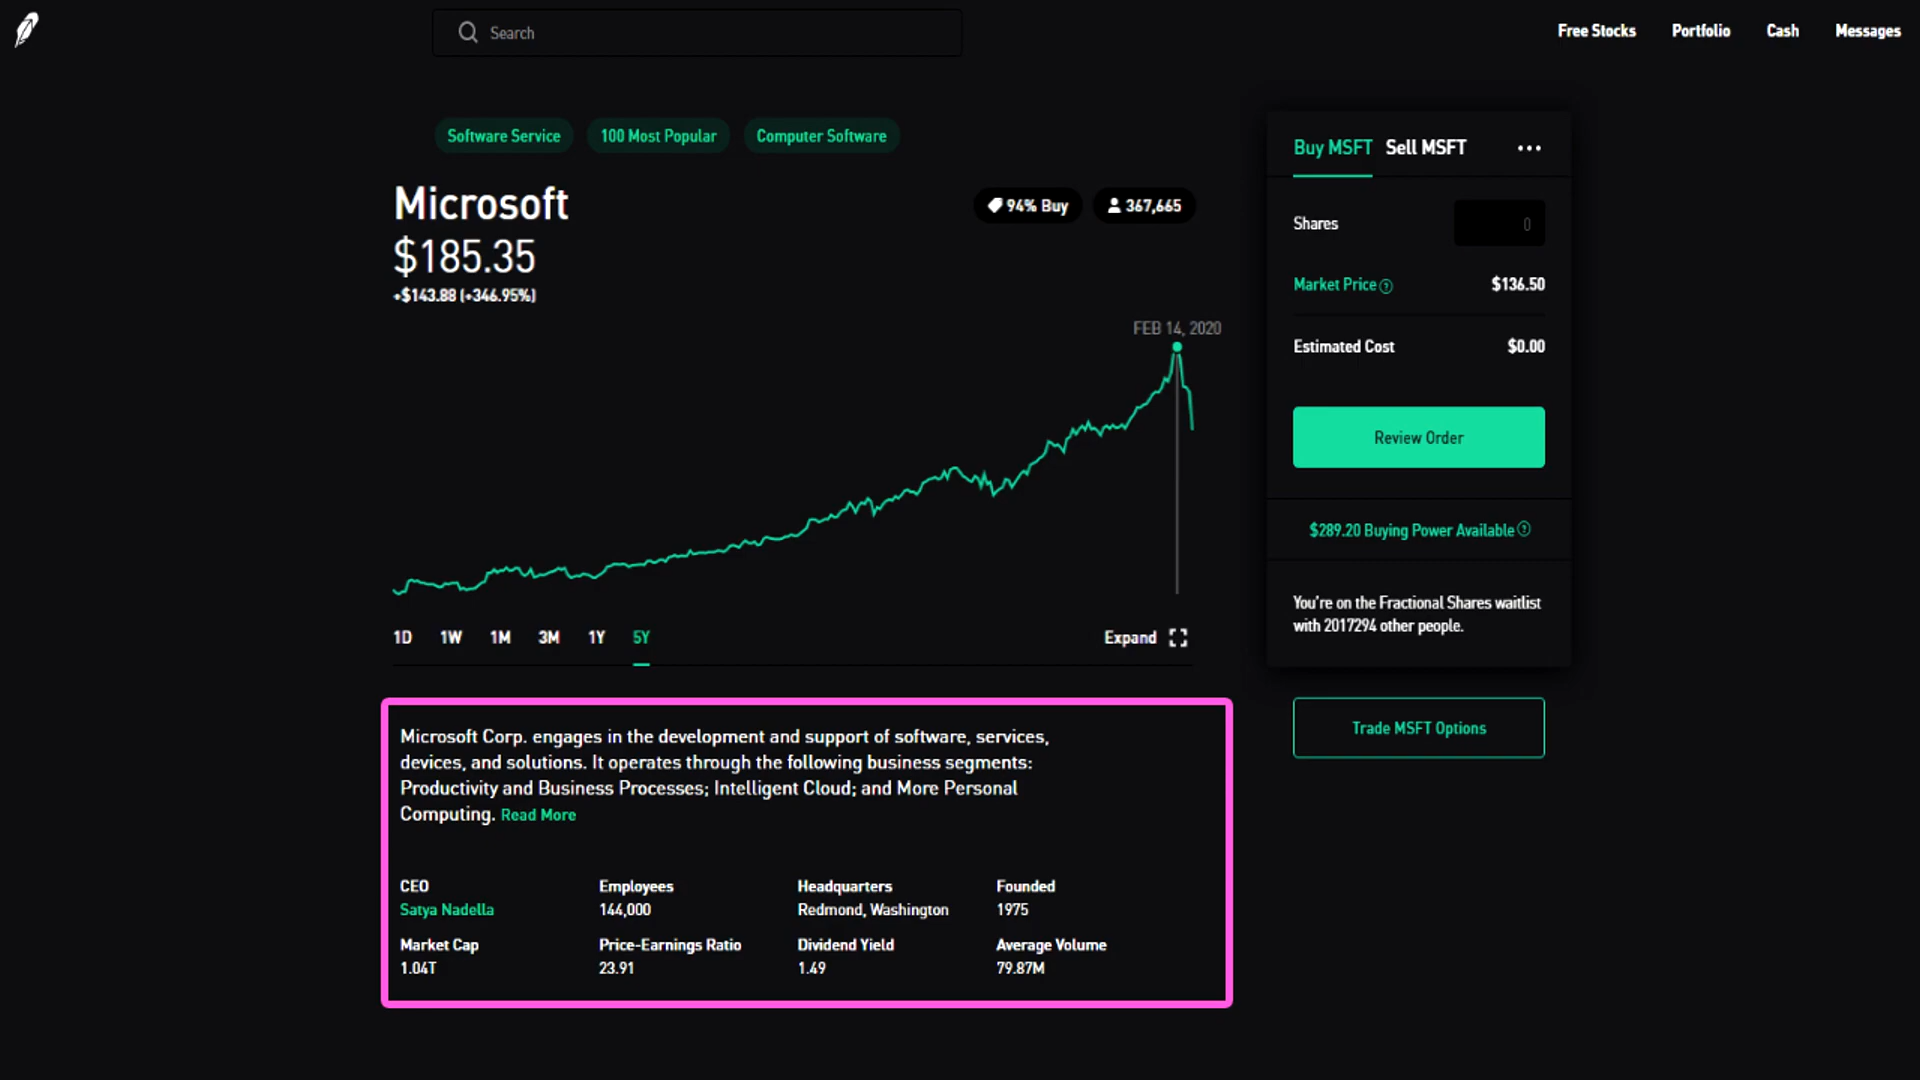 Search
Free Stocks
Portfolio
Cash
Messages
Software Service
100 Most Popular
Computer Software
Microsoft
$185.35
+$143.88 (+346.95%)
94% Buy
367,665
FEB 14, 2020
1D
1W
1M
3M
1Y
5Y
Expand
Microsoft Corp. engages in the development and support of software, services,
devices, and solutions. It operates through the following business segments:
Productivity and Business Processes; Intelligent Cloud; and More Personal
Computing. Read More
CEO
Satya Nadella
Employees
144,000
Headquarters
Redmond, Washington
Founded
1975
Market Cap
1.04T
Price-Earnings Ratio
23.91
Dividend Yield
1.49
Average Volume
79.87M
Buy MSFT
Sell MSFT
Shares
0
Market Price ?
$136.50
Estimated Cost
$0.00
Review Order
$289.20 Buying Power Available ?
You're on the Fractional Shares waitlist
with 2017294 other people.
Trade MSFT Options